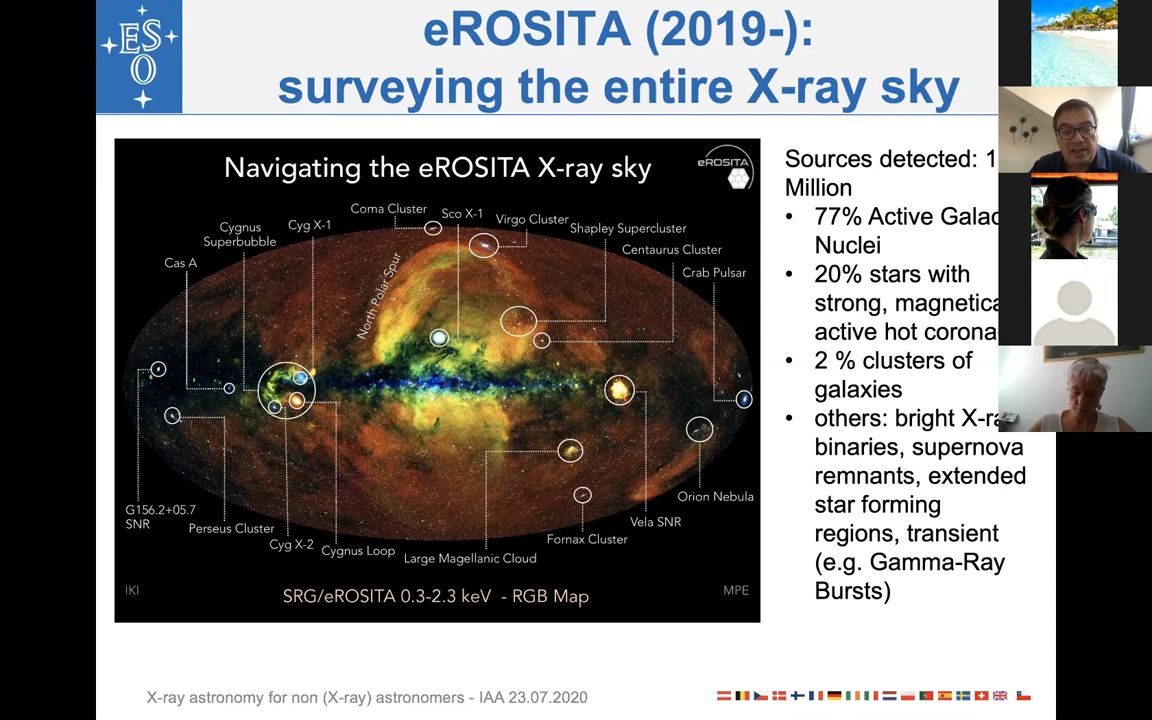 ESO
eROSITA (2019-):
surveying the entire X-ray sky
Navigating the eROSITA X-ray sky
eROSITA
Coma Cluster
Sco X-1
Virgo Cluster
Cygnus
Superbubble
Cyg X-1
Shapley Supercluster
Centaurus Cluster
Cas A
Crab Pulsar
North Polar Spur
G156.2+05.7
SNR
Perseus Cluster
Cyg X-2
Cygnus Loop
Large Magellanic Cloud
Fornax Cluster
Vela SNR
Orion Nebula
IKI
SRG/eROSITA 0.3-2.3 keV - RGB Map
MPE
Sources detected: 1
Million
• 77% Active Galac
Nuclei
• 20% stars with
strong, magnetica
active hot corona
• 2 % clusters of
galaxies
• others: bright X-ra
binaries, supernova
remnants, extended
star forming
regions, transient
(e.g. Gamma-Ray
Bursts)
X-ray astronomy for non (X-ray) astronomers - IAA 23.07.2020